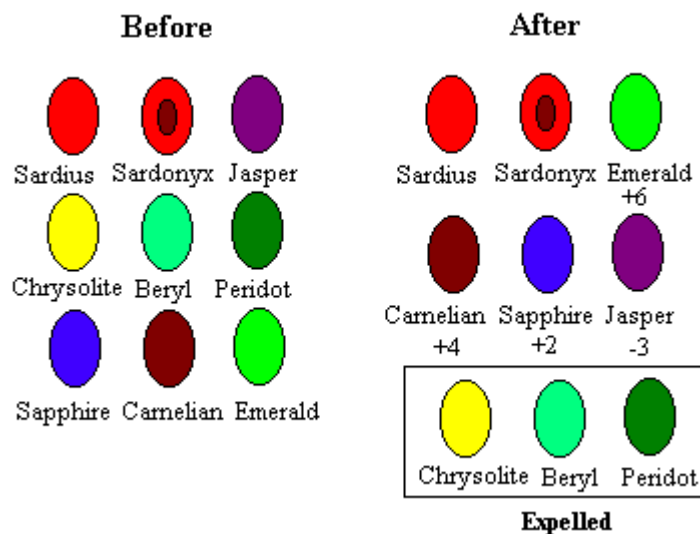 Before
Sardius Sardonyx Jasper
Chrysolite Beryl Peridot
Sapphire Carnelian Emerald
After
Sardius Sardonyx Emerald
+6
Carnelian Sapphire Jasper
+4 +2 -3
Chrysolite Beryl Peridot
Expelled